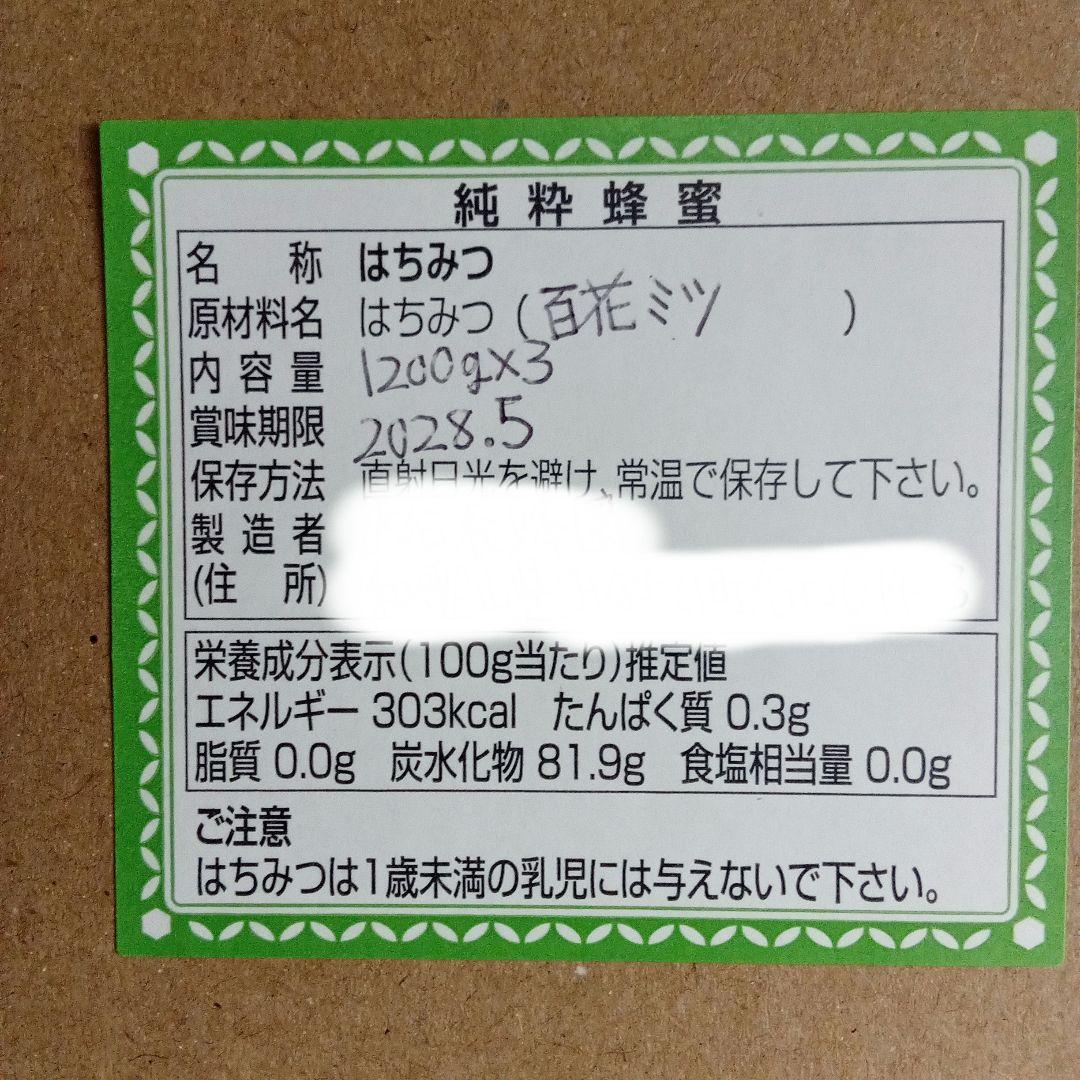 純粋蜂蜜
名称 はちみつ
原材料名 はちみつ(百花ミツ)
内容量 1200g×3
賞味期限 2028.5
保存方法 直射日光を避け、常温で保存して下さい。
製造者
(住所)
栄養成分表示(100g当たり)推定値
エネルギー 303kcal たんぱく質 0.3g
脂質 0.0g 炭水化物 81.9g 食塩相当量 0.0g
ご注意
はちみつは1歳未満の乳児には与えないで下さい。